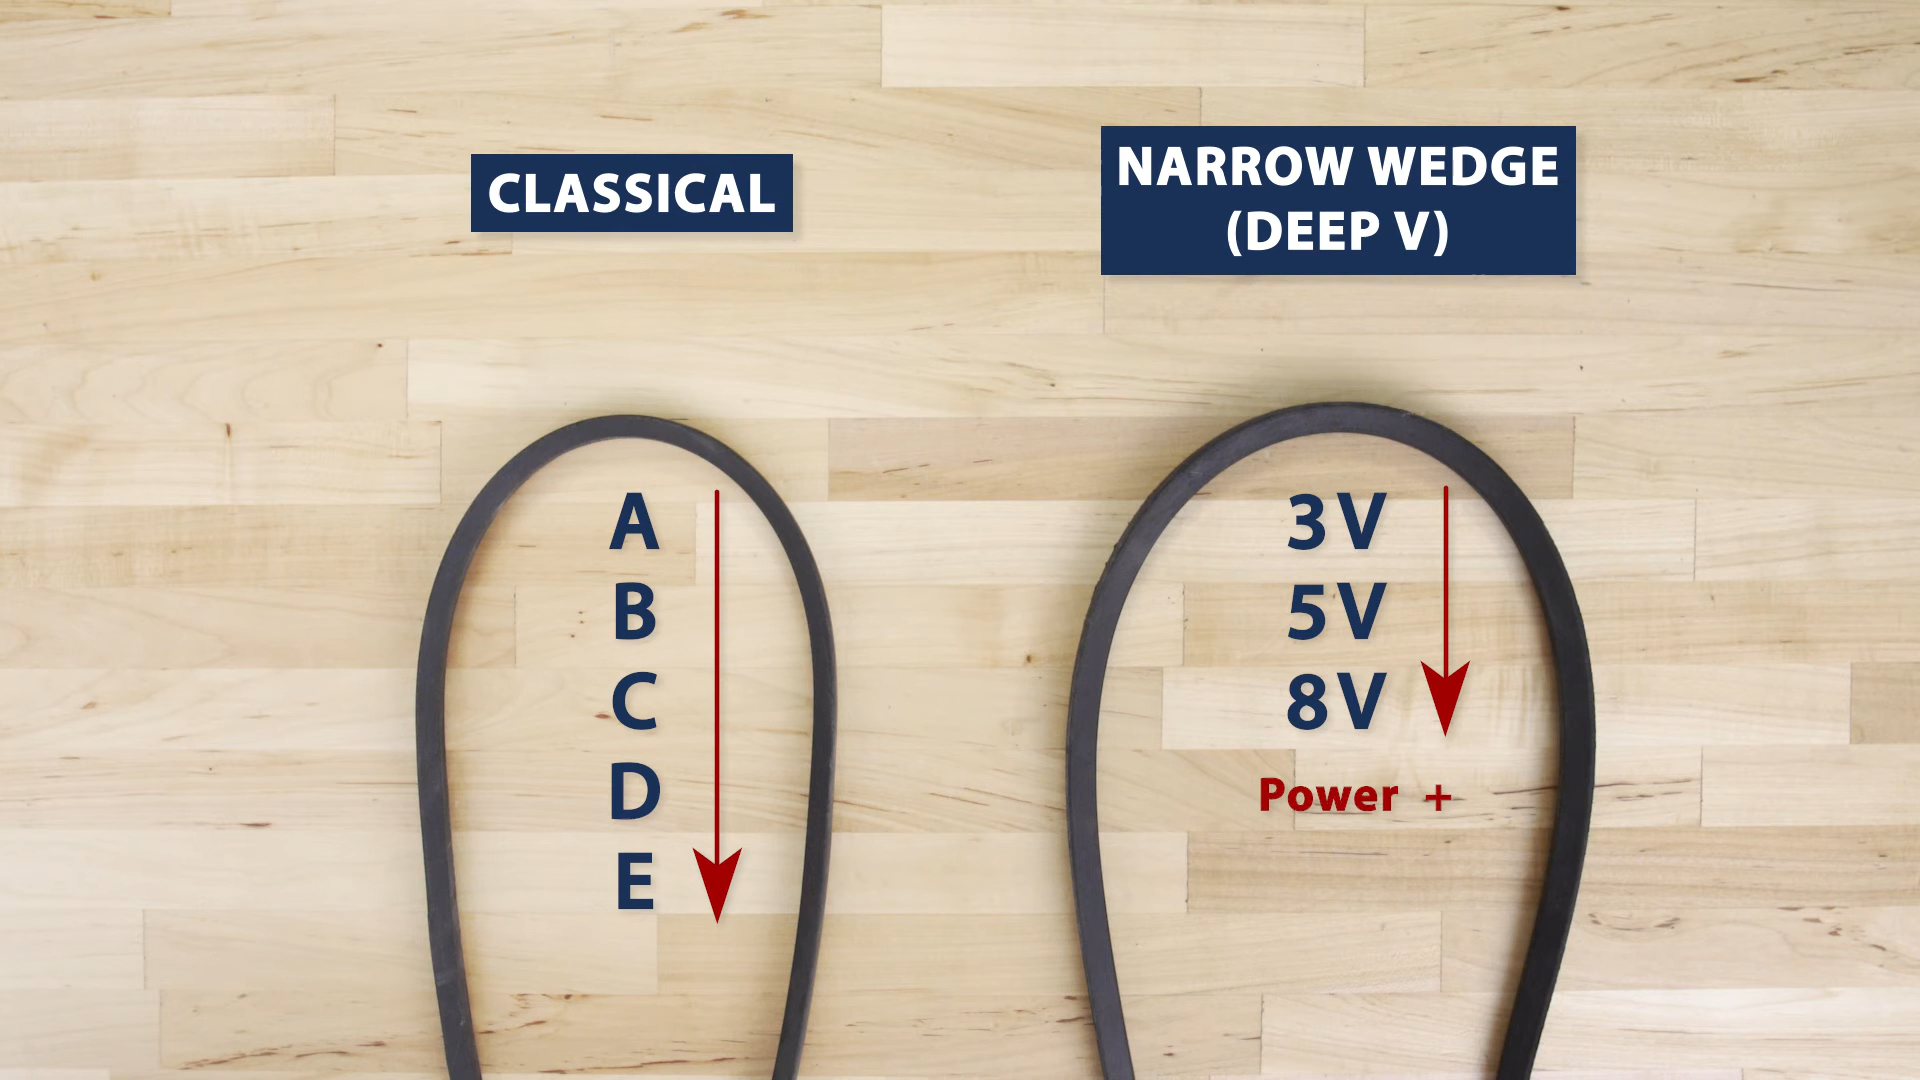 CLASSICAL
A
B
C
D
E
NARROW WEDGE
(DEEP V)
3V
5V
8V
Power +